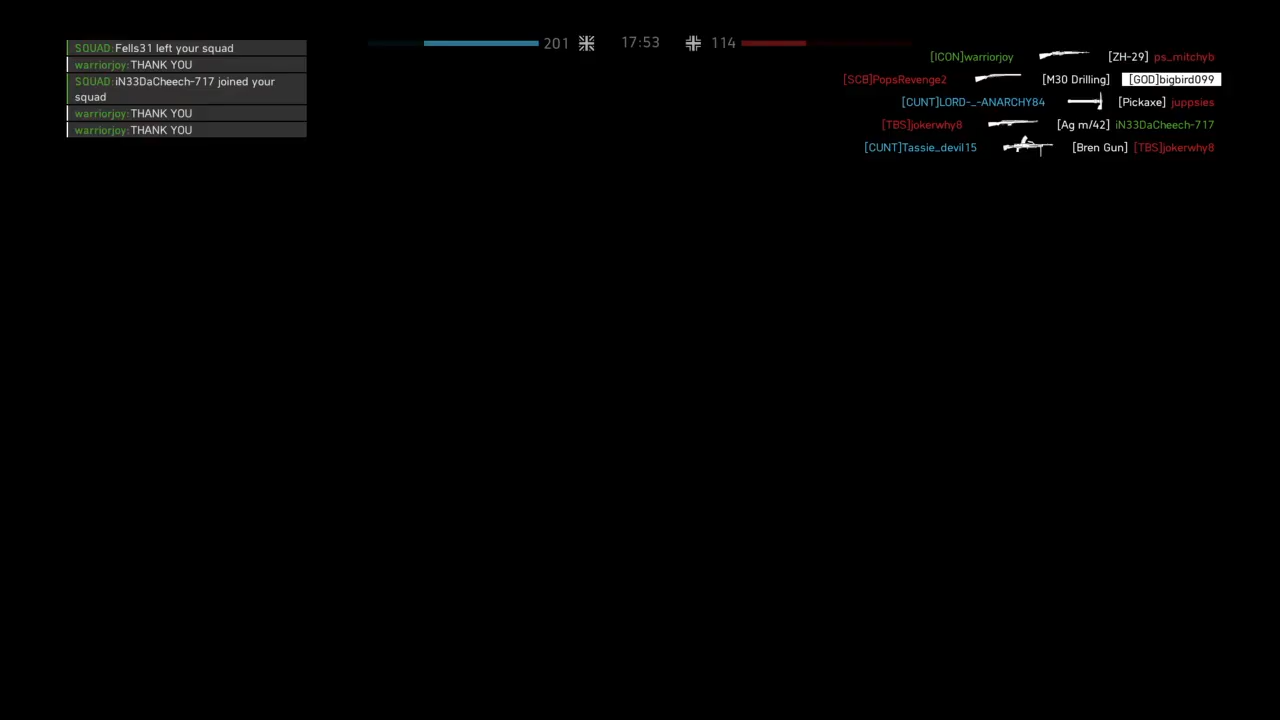 SQUAD:Fells31 left your squad
warriorjoy:THANK YOU
SQUAD:iN33DaCheech-717 joined your
squad
warriorjoy:THANK YOU
warriorjoy:THANK YOU
201 17:53 114
[ICON]warriorjoy [ZH-29] ps_mitchyb
[SCB]PopsRevenge2 [M30 Drilling] [GOD]bigbird099
[CUNT]LORD-_-ANARCHY84 [Pickaxe] juppsies
[TBS]jokerwhy8 [Ag m/42] iN33DaCheech-717
[CUNT]Tassie_devil15 [Bren Gun] [TBS]jokerwhy8